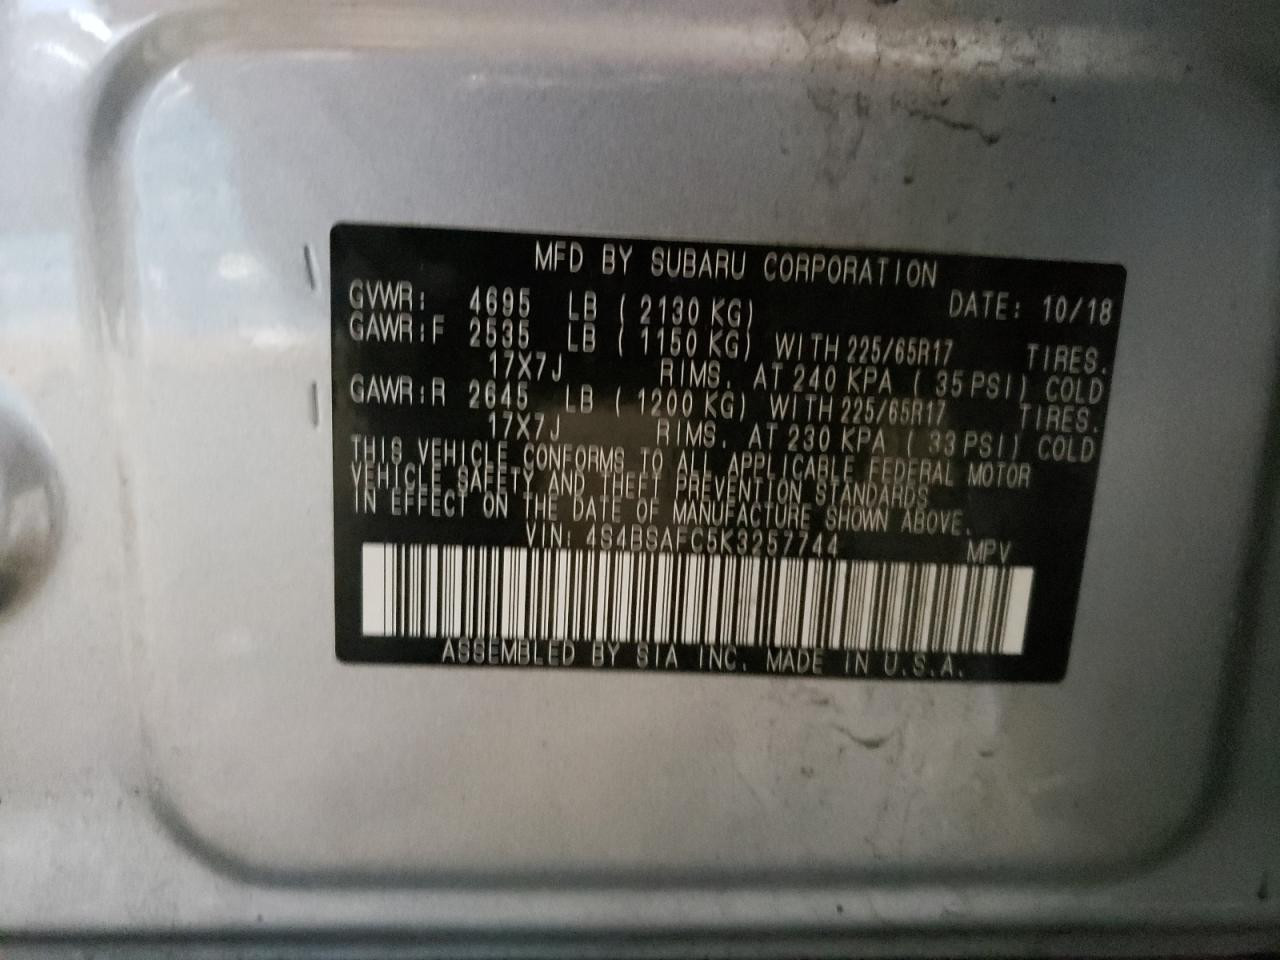 MFD BY SUBARU CORPORATION
GVWR: 4695 LB ( 2130 KG) DATE: 10/18
GAWR:F 2535 LB ( 1150 KG) WITH 225/65R17 TIRES.
17X7J RIMS. AT 240 KPA ( 35 PSI) COLD
GAWR:R 2645 LB ( 1200 KG) WITH 225/65R17 TIRES.
17X7J RIMS. AT 230 KPA ( 33 PSI) COLD
THIS VEHICLE CONFORMS TO ALL APPLICABLE FEDERAL MOTOR
VEHICLE SAFETY AND THEFT PREVENTION STANDARDS
IN EFFECT ON THE DATE OF MANUFACTURE SHOWN ABOVE.
VIN: 4S4BSAFC5K3257744 MPV
ASSEMBLED BY SIA INC. MADE IN U.S.A.